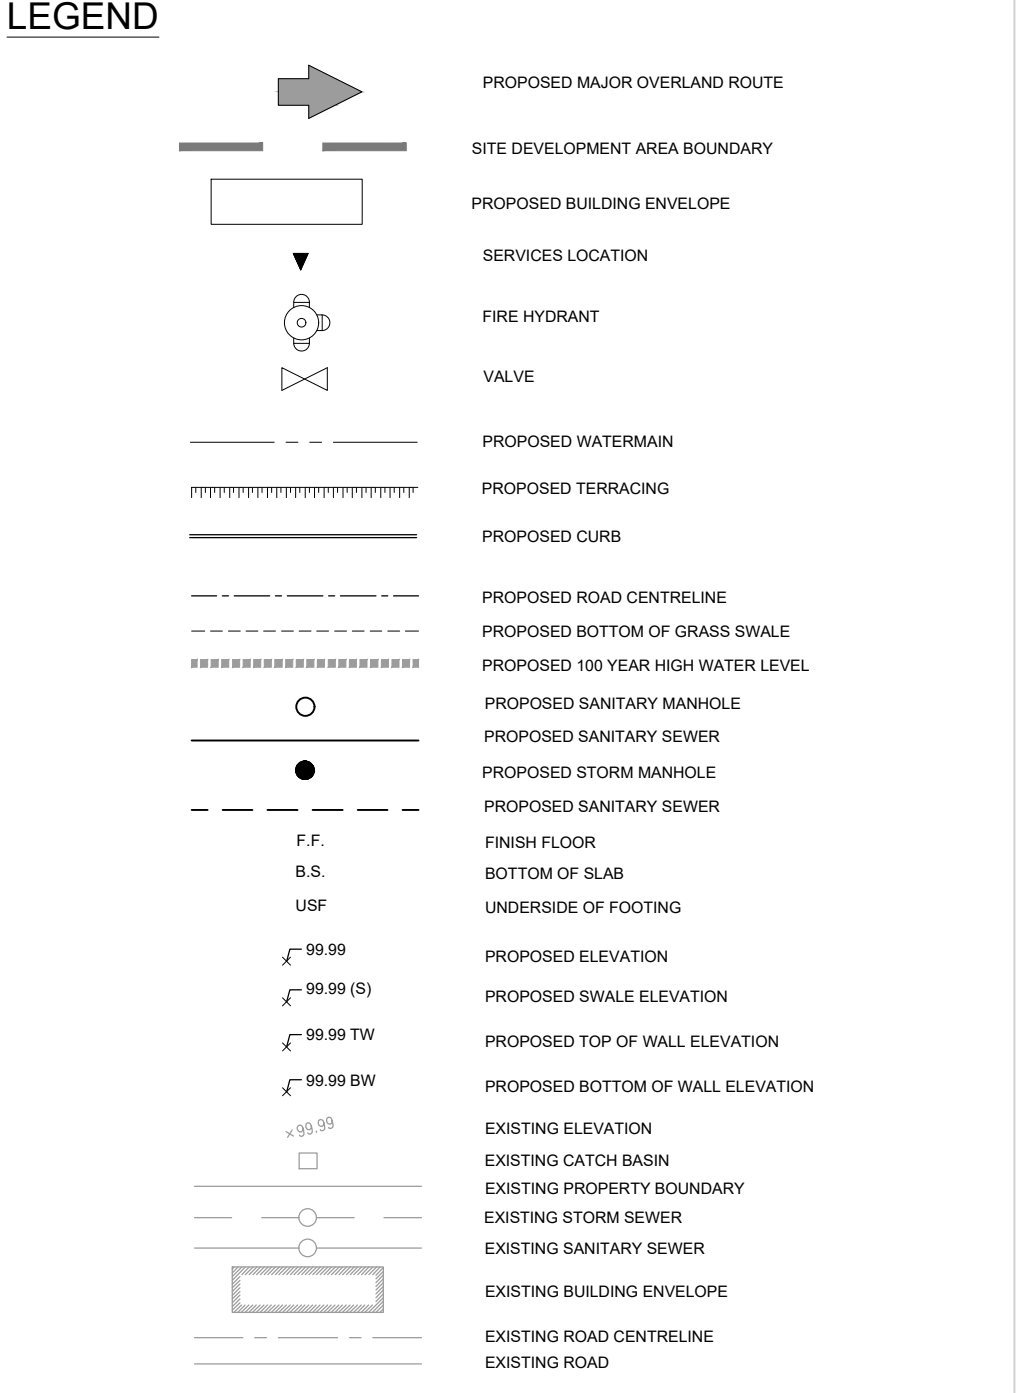 LEGEND
PROPOSED MAJOR OVERLAND ROUTE
SITE DEVELOPMENT AREA BOUNDARY
PROPOSED BUILDING ENVELOPE
SERVICES LOCATION
FIRE HYDRANT
VALVE
PROPOSED WATERMAIN
PROPOSED TERRACING
PROPOSED CURB
PROPOSED ROAD CENTRELINE
PROPOSED BOTTOM OF GRASS SWALE
PROPOSED 100 YEAR HIGH WATER LEVEL
PROPOSED SANITARY MANHOLE
PROPOSED SANITARY SEWER
PROPOSED STORM MANHOLE
PROPOSED SANITARY SEWER
F.F. FINISH FLOOR
B.S. BOTTOM OF SLAB
USF UNDERSIDE OF FOOTING
99.99 PROPOSED ELEVATION
99.99 (S) PROPOSED SWALE ELEVATION
99.99 TW PROPOSED TOP OF WALL ELEVATION
99.99 BW PROPOSED BOTTOM OF WALL ELEVATION
×99.99 EXISTING ELEVATION
EXISTING CATCH BASIN
EXISTING PROPERTY BOUNDARY
EXISTING STORM SEWER
EXISTING SANITARY SEWER
EXISTING BUILDING ENVELOPE
EXISTING ROAD CENTRELINE
EXISTING ROAD